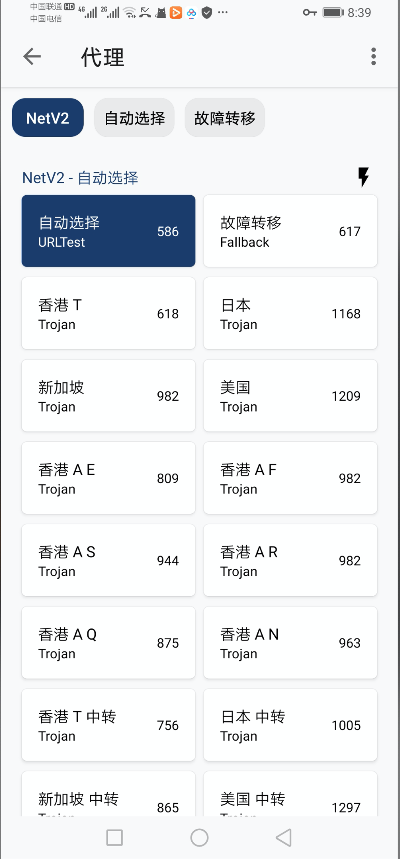 中国联通 HD 4G 2G 8:39
中国电信
代理
NetV2 自动选择 故障转移
NetV2 - 自动选择
自动选择 586 故障转移 617
URLTest Fallback
香港 T 618 日本 1168
Trojan Trojan
新加坡 982 美国 1209
Trojan Trojan
香港 A E 809 香港 A F 982
Trojan Trojan
香港 A S 944 香港 A R 982
Trojan Trojan
香港 A Q 875 香港 A N 963
Trojan Trojan
香港 T 中转 756 日本 中转 1005
Trojan Trojan
新加坡 中转 865 美国 中转 1297
Trojan Trojan